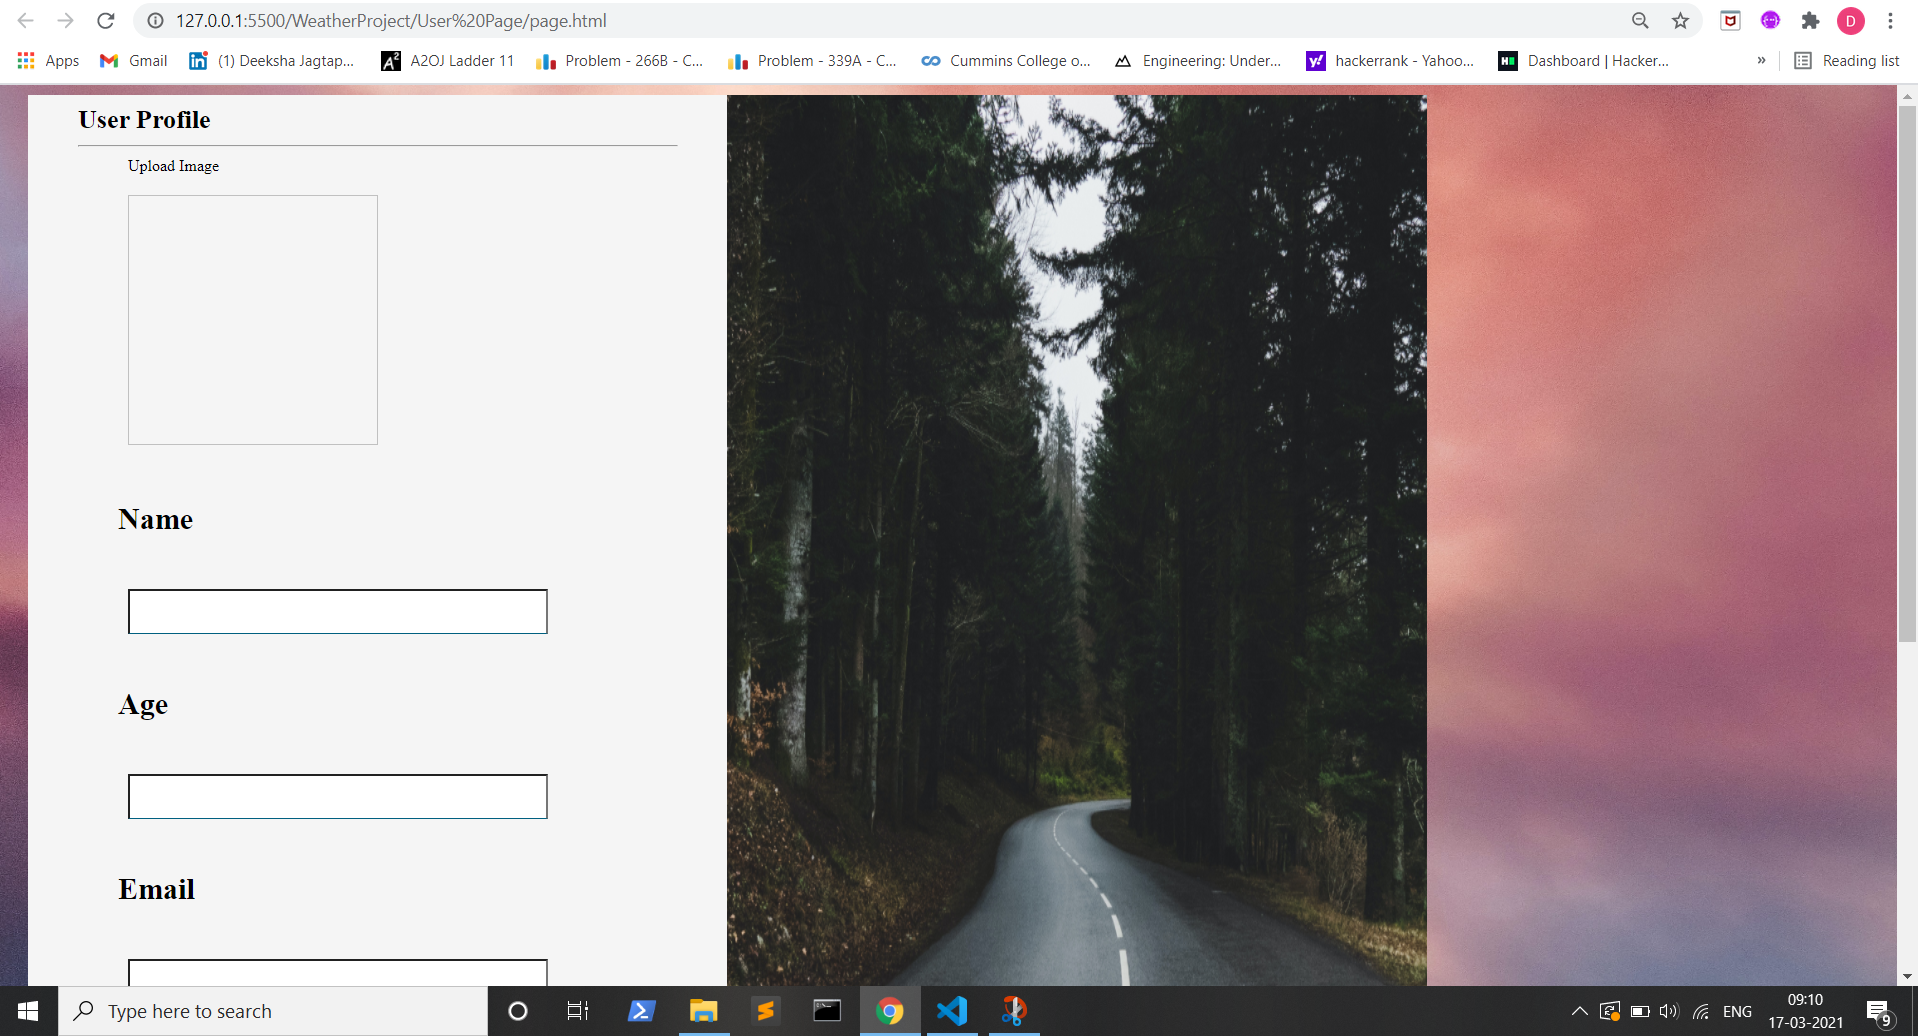 127.0.0.1:5500/WeatherProject/User%20Page/page.html
D
Apps Gmail (1) Deeksha Jagtap... A2OJ Ladder 11 Problem - 266B - C... Problem - 339A - C... Cummins College o... Engineering: Under... hackerrank - Yahoo... Dashboard | Hacker... » Reading list
User Profile
Upload Image
Name
Age
Email
Type here to search
ENG
09:10
17-03-2021
9